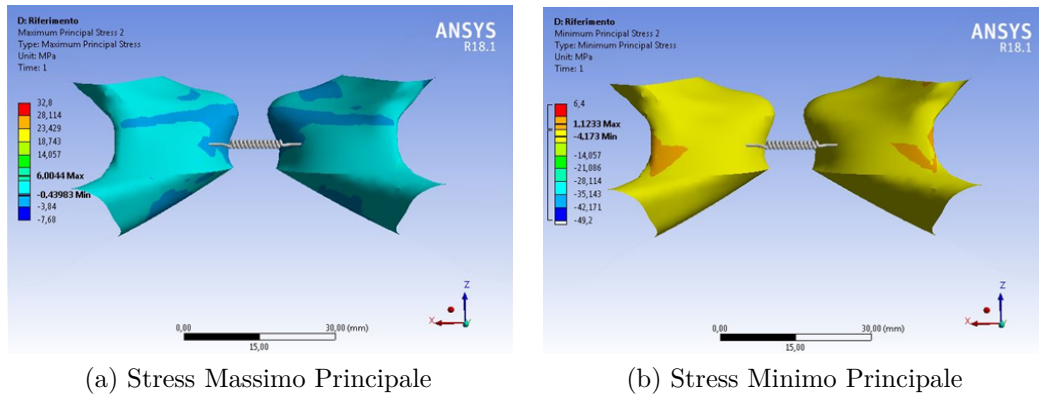 D: Riferimento
Maximum Principal Stress 2
Type: Maximum Principal Stress
Unit: MPa
Time: 1
ANSYS
R18.1
32,8
28,114
23,429
18,743
14,057
6,0044 Max
-0,43983 Min
-3,84
-7,68
0,00
30,00 (mm)
15,00
Z
X
Y
(a) Stress Massimo Principale
D: Riferimento
Minimum Principal Stress 2
Type: Minimum Principal Stress
Unit: MPa
Time: 1
ANSYS
R18.1
6,4
1,1233 Max
-4,173 Min
-14,057
-21,086
-28,114
-35,143
-42,171
-49,2
0,00
30,00 (mm)
15,00
Z
X
Y
(b) Stress Minimo Principale